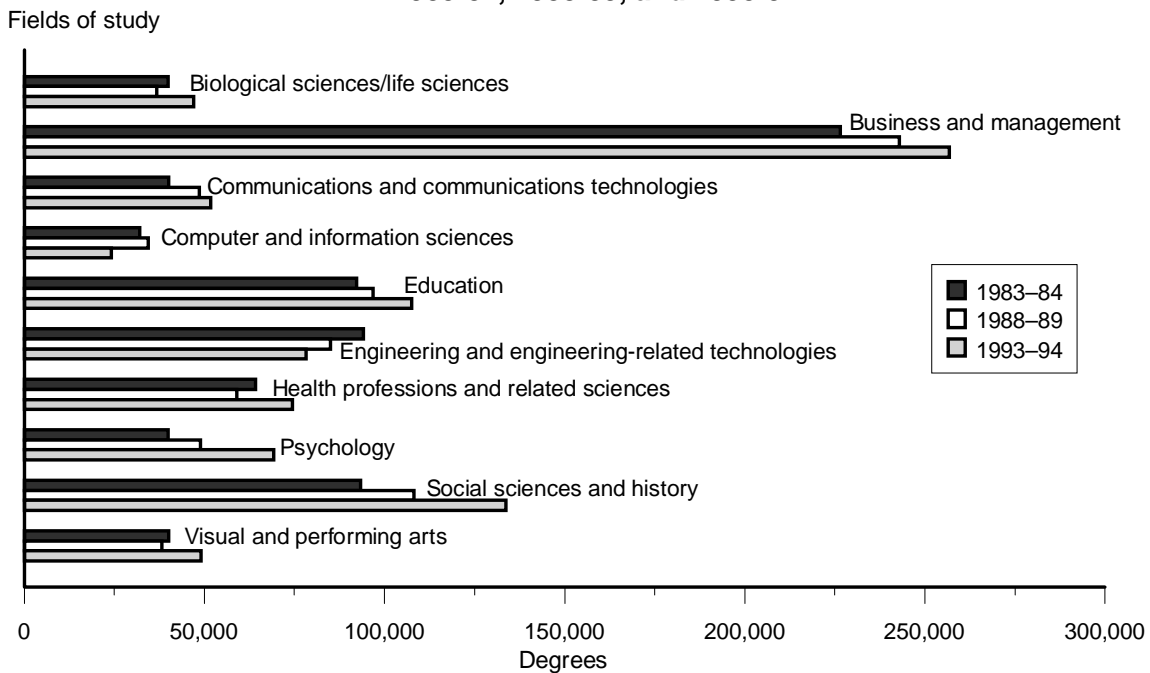 Fields of study
Biological sciences/life sciences
Business and management
Communications and communications technologies
Computer and information sciences
Education
1983–84
1988–89
1993–94
Engineering and engineering-related technologies
Health professions and related sciences
Psychology
Social sciences and history
Visual and performing arts
0 50,000 100,000 150,000 200,000 250,000 300,000
Degrees